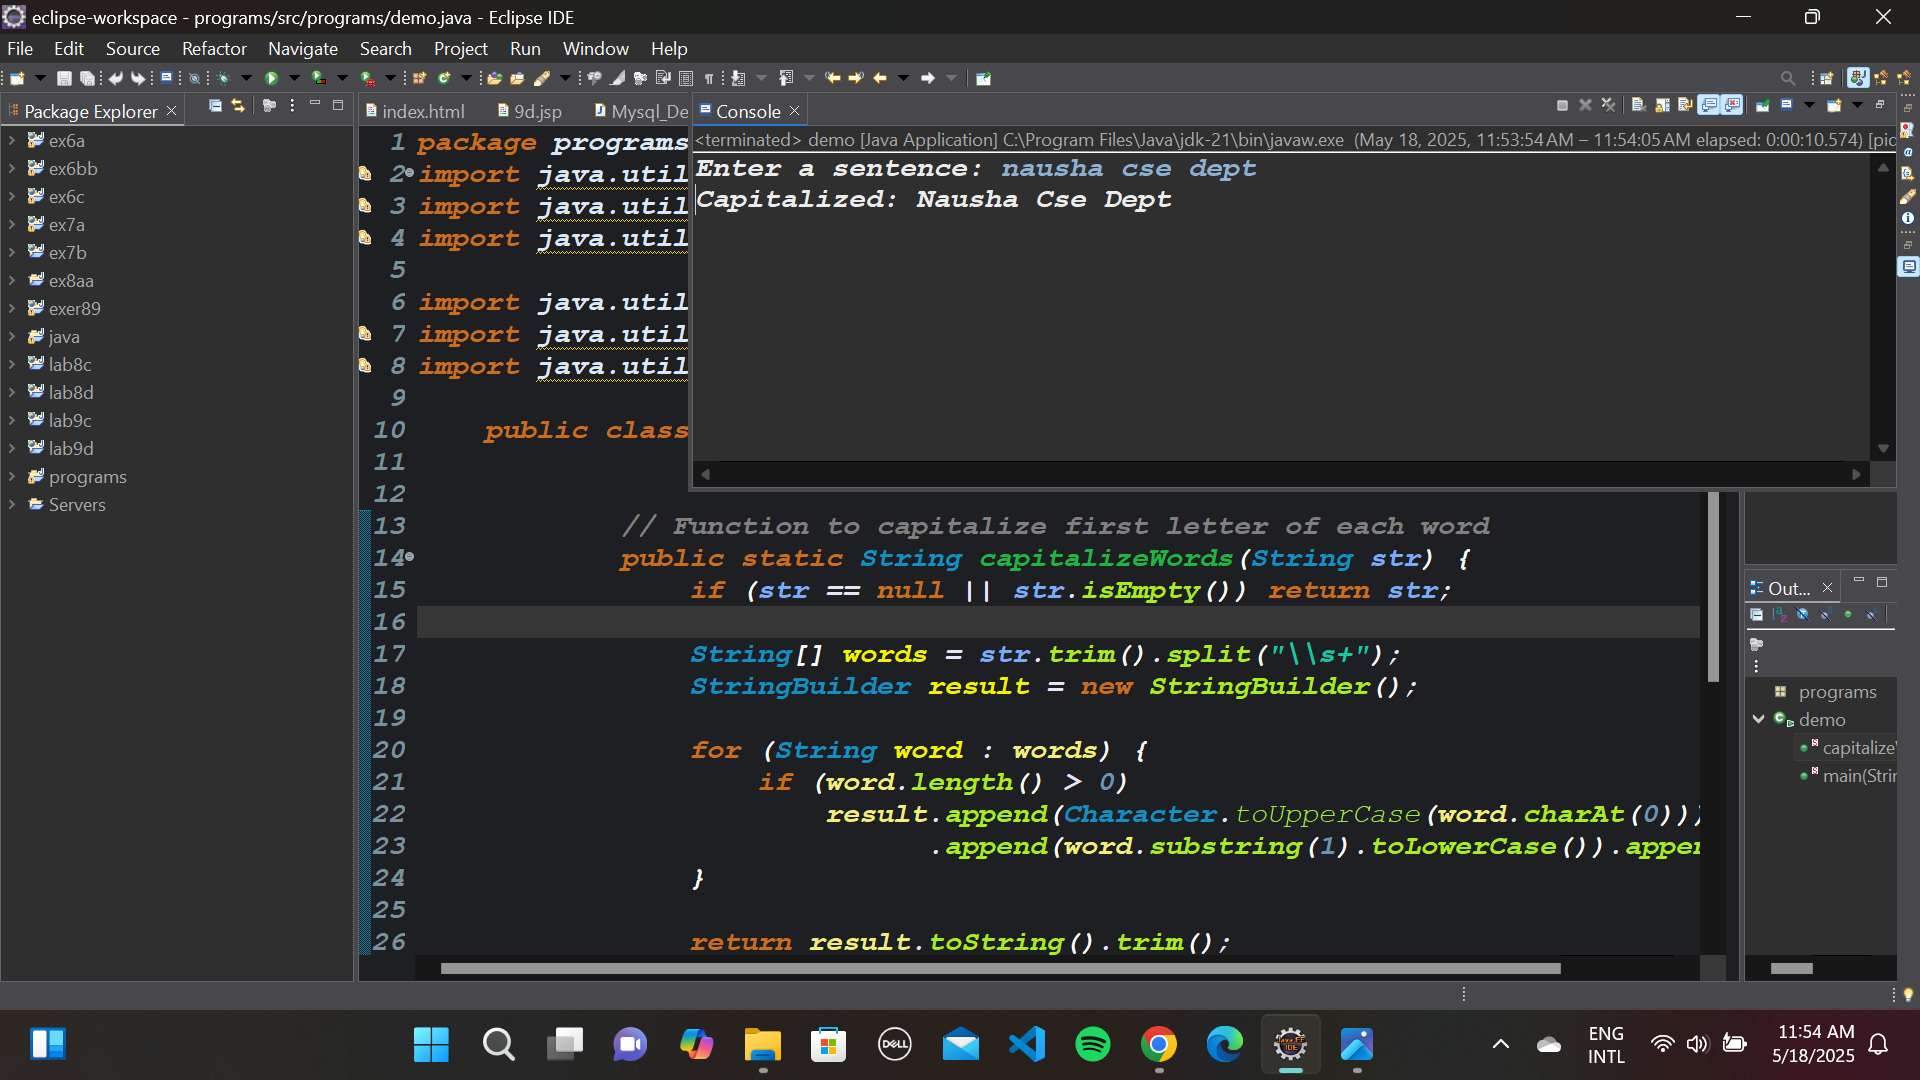 eclipse-workspace - programs/src/programs/demo.java - Eclipse IDE
File Edit Source Refactor Navigate Search Project Run Window Help
Package Explorer
index.html 9d.jsp Mysql_De Console
<terminated> demo [Java Application] C:\Program Files\Java\jdk-21\bin\javaw.exe (May 18, 2025, 11:53:54 AM – 11:54:05 AM elapsed: 0:00:10.574) [pid
Enter a sentence: nausha cse dept
Capitalized: Nausha Cse Dept
ex6a
ex6bb
ex6c
ex7a
ex7b
ex8aa
exer89
java
lab8c
lab8d
lab9c
lab9d
programs
Servers
1 package programs
2 import java.util
3 import java.util
4 import java.util
5
6 import java.util
7 import java.util
8 import java.util
9
10 public class
11
12
13 // Function to capitalize first letter of each word
14 public static String capitalizeWords(String str) {
15 if (str == null || str.isEmpty()) return str;
16
17 String[] words = str.trim().split("\\s+");
18 StringBuilder result = new StringBuilder();
19
20 for (String word : words) {
21 if (word.length() > 0)
22 result.append(Character.toUpperCase(word.charAt(0)))
23 .append(word.substring(1).toLowerCase()).appen
24 }
25
26 return result.toString().trim();
Out...
programs
demo
capitalize
main(Strin
DELL
Java EE
IDE
ENG
INTL
11:54 AM
5/18/2025